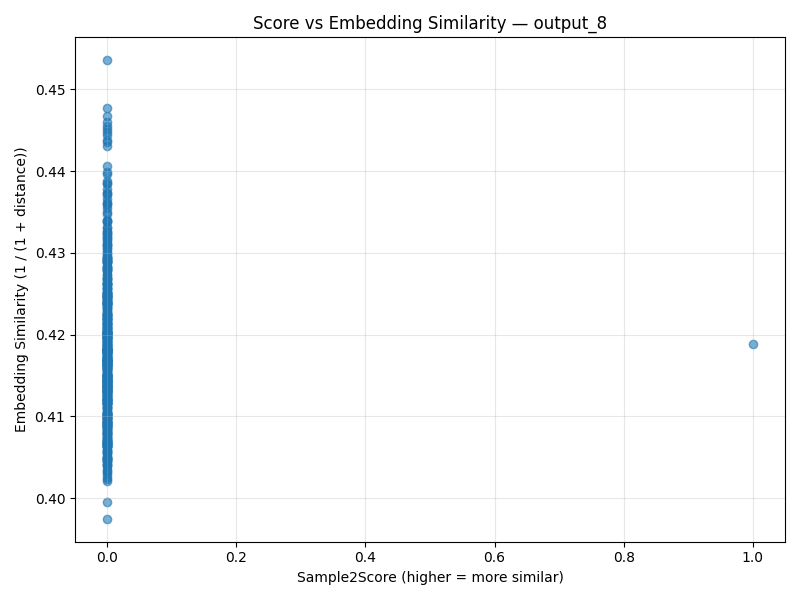 Score vs Embedding Similarity — output_8
Embedding Similarity (1 / (1 + distance))
0.45
0.44
0.43
0.42
0.41
0.40
0.0 0.2 0.4 0.6 0.8 1.0
Sample2Score (higher = more similar)